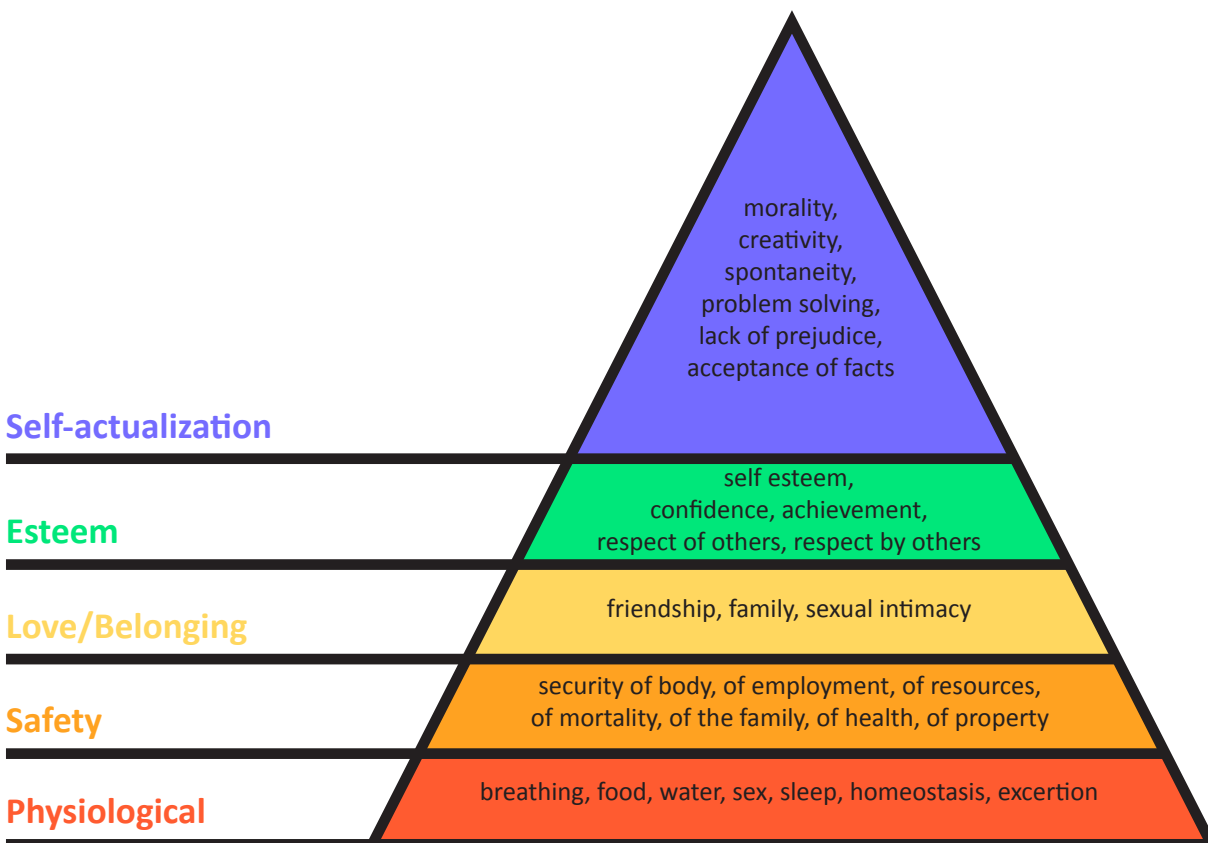 morality,
creativity,
spontaneity,
problem solving,
lack of prejudice,
acceptance of facts
Self-actualization
self esteem,
confidence, achievement,
respect of others, respect by others
Esteem
friendship, family, sexual intimacy
Love/Belonging
security of body, of employment, of resources,
of mortality, of the family, of health, of property
Safety
breathing, food, water, sex, sleep, homeostasis, excertion
Physiological